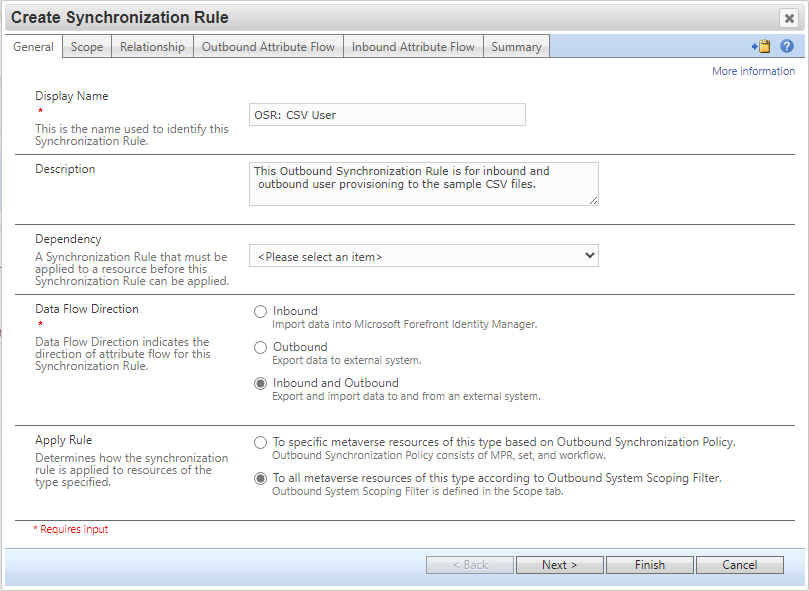 Create Synchronization Rule
General
Scope
Relationship
Outbound Attribute Flow
Inbound Attribute Flow
Summary
More information
Display Name
*
This is the name used to identify this
Synchronization Rule.
OSR: CSV User
Description
This Outbound Synchronization Rule is for inbound and
outbound user provisioning to the sample CSV files.
Dependency
A Synchronization Rule that must be
applied to a resource before this
Synchronization Rule can be applied.
<Please select an item>
Data Flow Direction
*
Data Flow Direction indicates the
direction of attribute flow for this
Synchronization Rule.
Inbound
Import data into Microsoft Forefront Identity Manager.
Outbound
Export data to external system.
Inbound and Outbound
Export and import data to and from an external system.
Apply Rule
Determines how the synchronization
rule is applied to resources of the
type specified.
To specific metaverse resources of this type based on Outbound Synchronization Policy.
Outbound Synchronization Policy consists of MPR, set, and workflow.
To all metaverse resources of this type according to Outbound System Scoping Filter.
Outbound System Scoping Filter is defined in the Scope tab.
* Requires input
< Back
Next >
Finish
Cancel